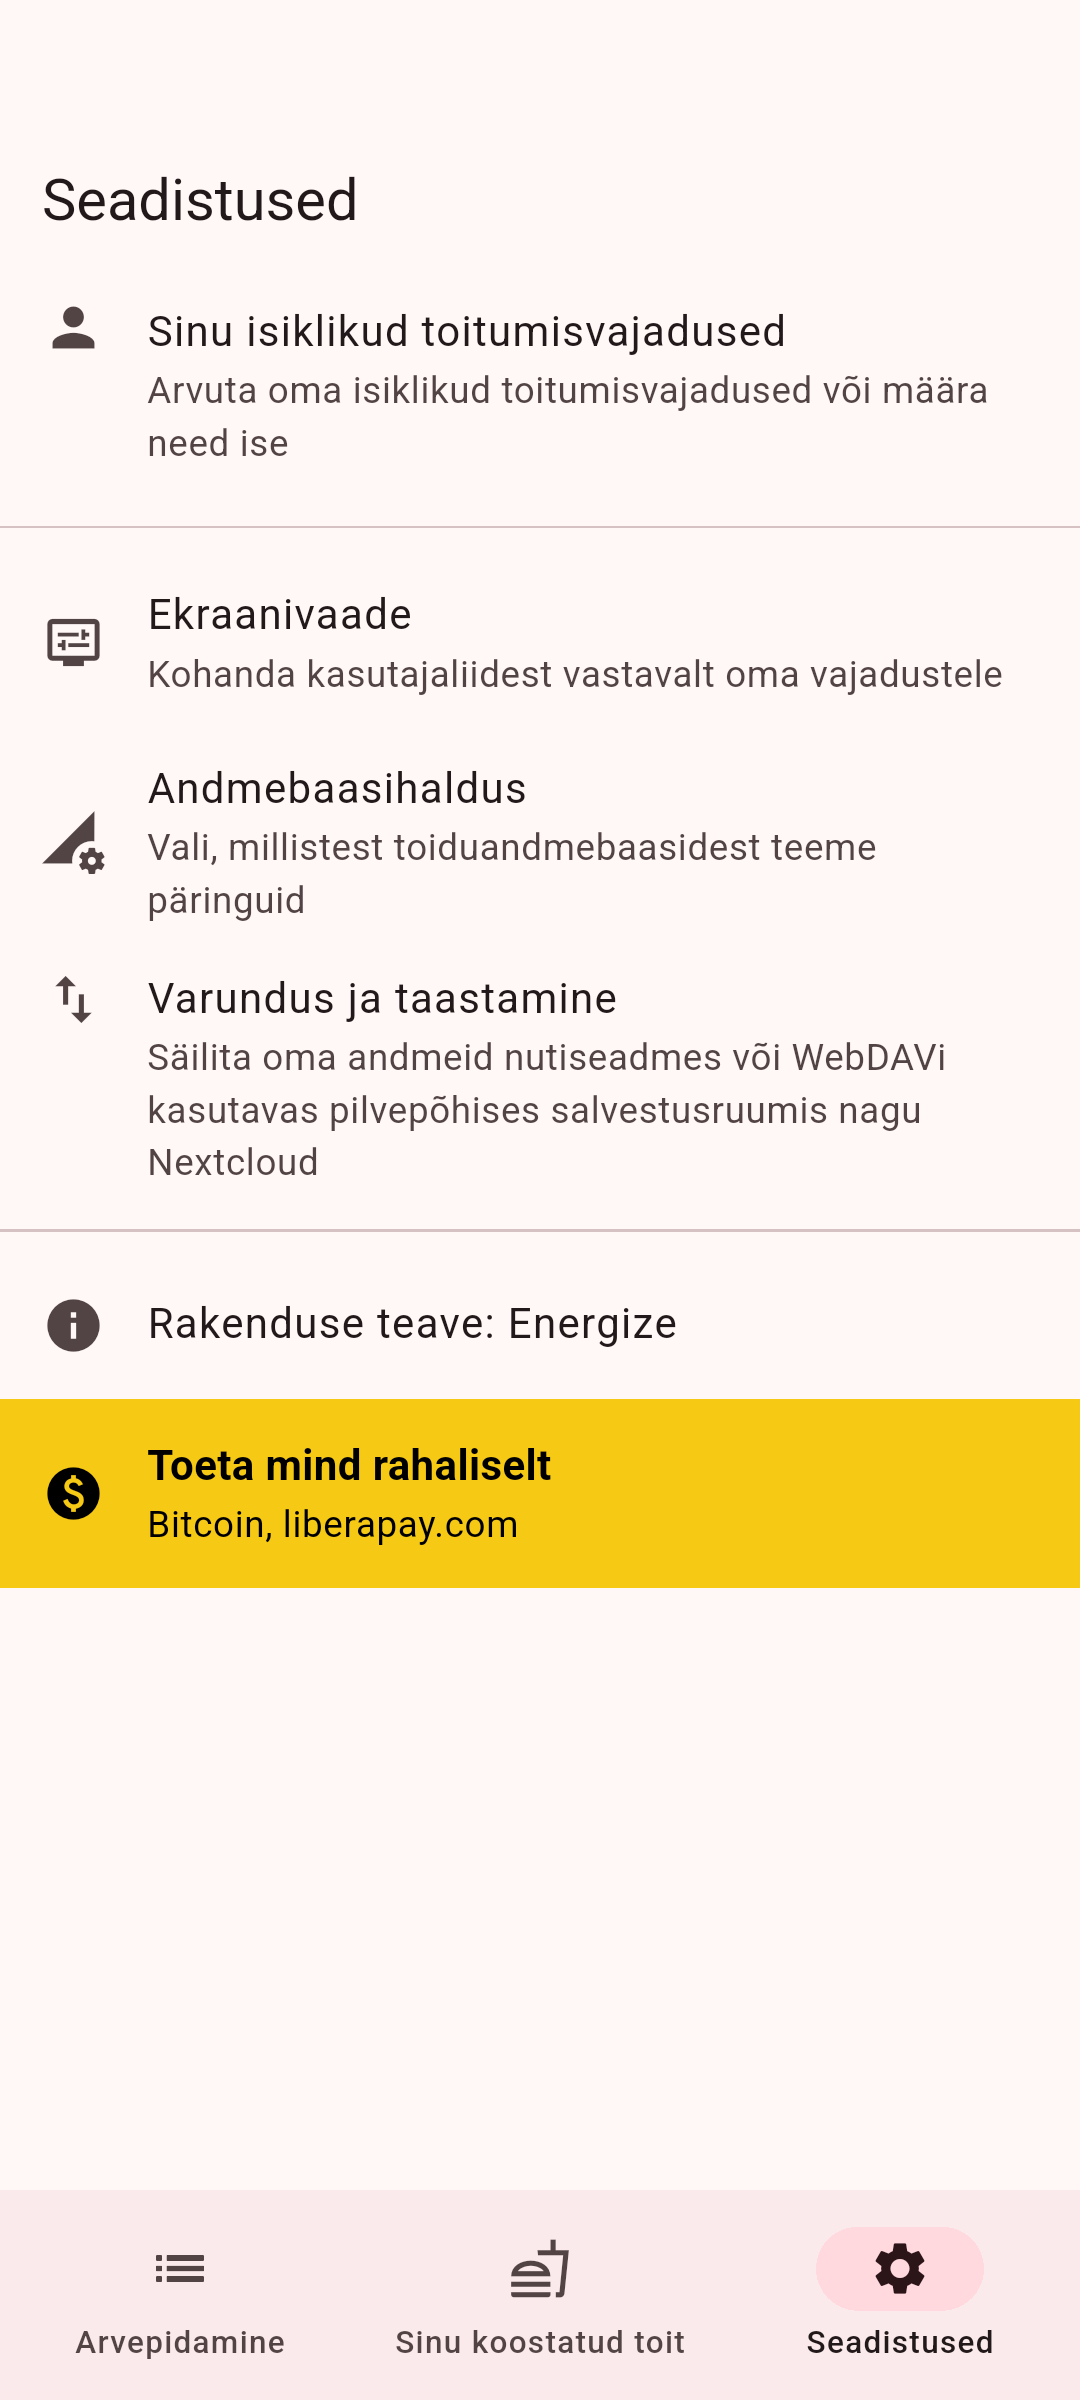 Seadistused
Sinu isiklikud toitumisvajadused
Arvuta oma isiklikud toitumisvajadused või määra
need ise
Ekraanivaade
Kohanda kasutajaliidest vastavalt oma vajadustele
Andmebaasihaldus
Vali, millistest toiduandmebaasidest teeme
päringuid
Varundus ja taastamine
Säilita oma andmeid nutiseadmes või WebDAVi
kasutavas pilvepõhises salvestusruumis nagu
Nextcloud
Rakenduse teave: Energize
Toeta mind rahaliselt
Bitcoin, liberapay.com
Arvepidamine
Sinu koostatud toit
Seadistused